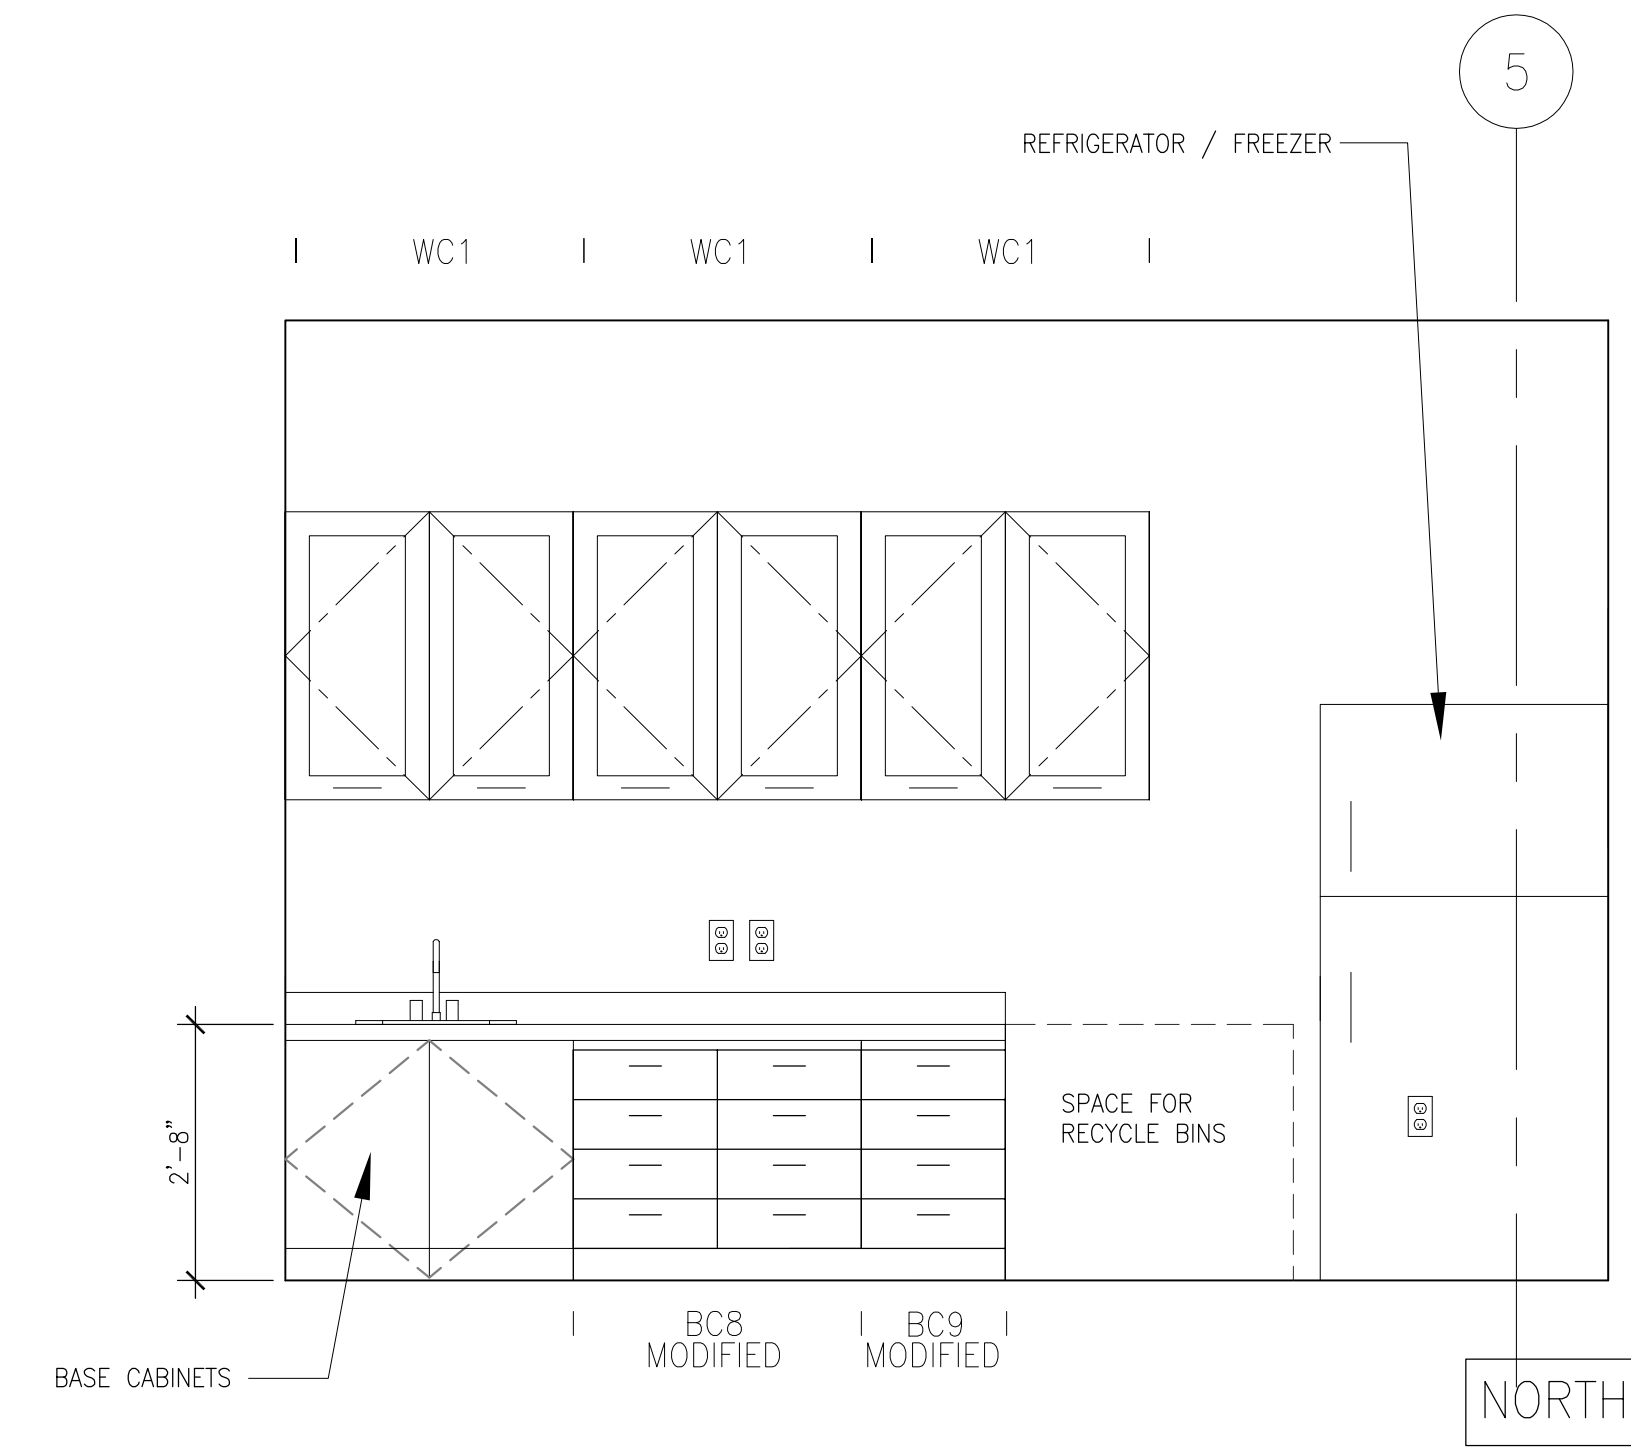 5
REFRIGERATOR / FREEZER
WC1 WC1 WC1
SPACE FOR
RECYCLE BINS
2'-8"
BC8 BC9
MODIFIED MODIFIED
BASE CABINETS
NORTH